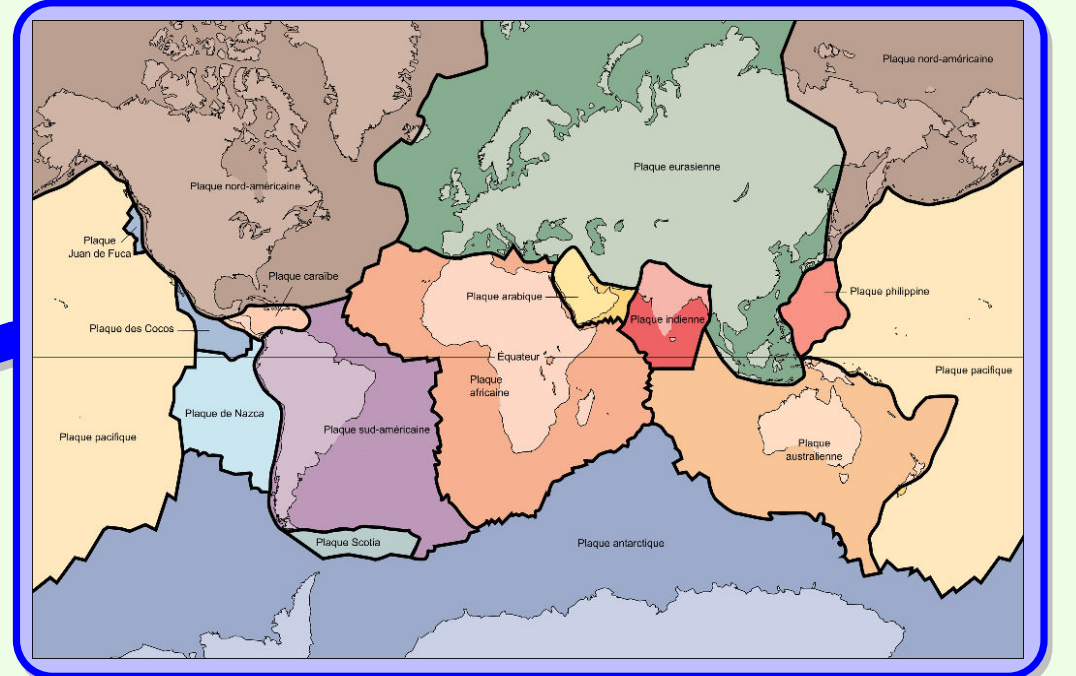 Plaque nord-américaine
Plaque eurasienne
Plaque nord-américaine
Plaque
Juan de Fuca
Plaque caraïbe
Plaque arabique
Plaque philippine
Plaque indienne
Plaque des Cocos
Équateur
Plaque pacifique
Plaque
africaine
Plaque de Nazca
Plaque sud-américaine
Plaque pacifique
Plaque
australienne
Plaque Scotia
Plaque antarctique